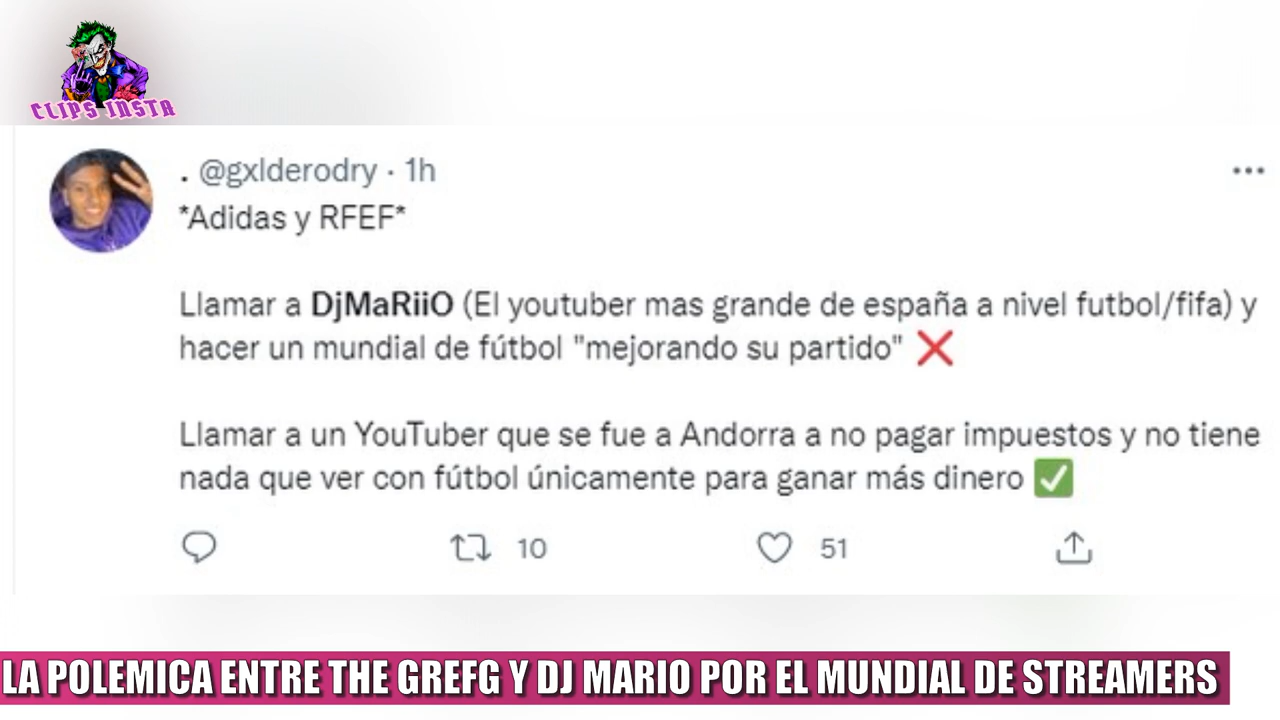 CLIPS INSTA
. @gxlderodry · 1h
*Adidas y RFEF*
Llamar a DjMaRiiO (El youtuber mas grande de españa a nivel futbol/fifa) y
hacer un mundial de fútbol "mejorando su partido" ❌
Llamar a un YouTuber que se fue a Andorra a no pagar impuestos y no tiene
nada que ver con fútbol únicamente para ganar más dinero ✅
10 51
LA POLEMICA ENTRE THE GREFG Y DJ MARIO POR EL MUNDIAL DE STREAMERS